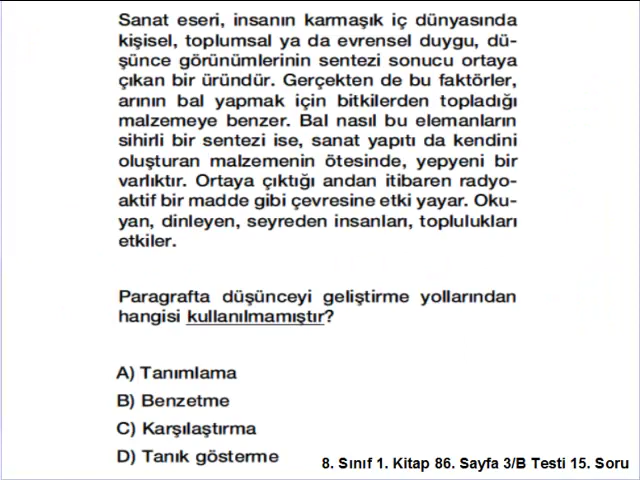 Sanat eseri, insanın karmaşık iç dünyasında
kişisel, toplumsal ya da evrensel duygu, dü-
şünce görünümlerinin sentezi sonucu ortaya
çıkan bir üründür. Gerçekten de bu faktörler,
arının bal yapmak için bitkilerden topladığı
malzemeye benzer. Bal nasıl bu elemanların
sihirli bir sentezi ise, sanat yapıtı da kendini
oluşturan malzemenin ötesinde, yepyeni bir
varlıktır. Ortaya çıktığı andan itibaren radyo-
aktif bir madde gibi çevresine etki yayar. Oku-
yan, dinleyen, seyreden insanları, toplulukları
etkiler.
Paragrafta düşünceyi geliştirme yollarından
hangisi kullanılmamıştır?
A) Tanımlama
B) Benzetme
C) Karşılaştırma
D) Tanık gösterme
8. Sınıf 1. Kitap 86. Sayfa 3/B Testi 15. Soru